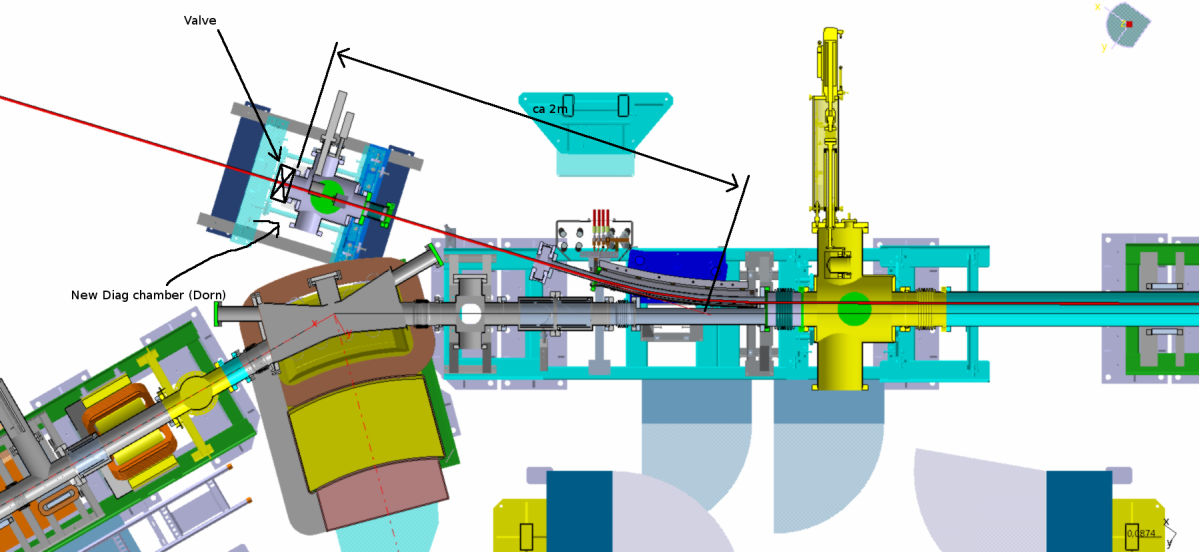 Valve
x
y
ca 2m
New Diag chamber (Dorn)
x
0,0874
y